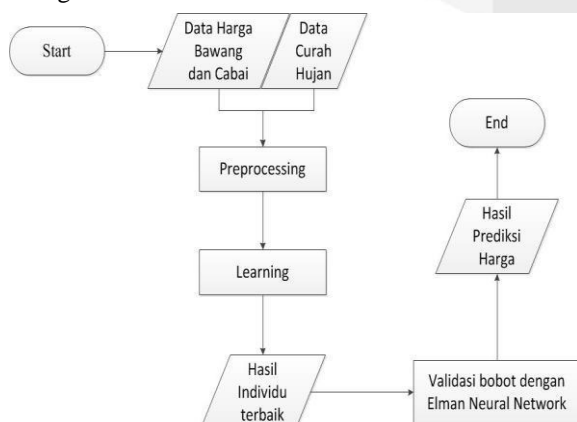 Start
Data Harga
Bawang
dan Cabai
Data
Curah
Hujan
Preprocessing
Learning
Hasil
Individu
terbaik
Validasi bobot dengan
Elman Neural Network
Hasil
Prediksi
Harga
End